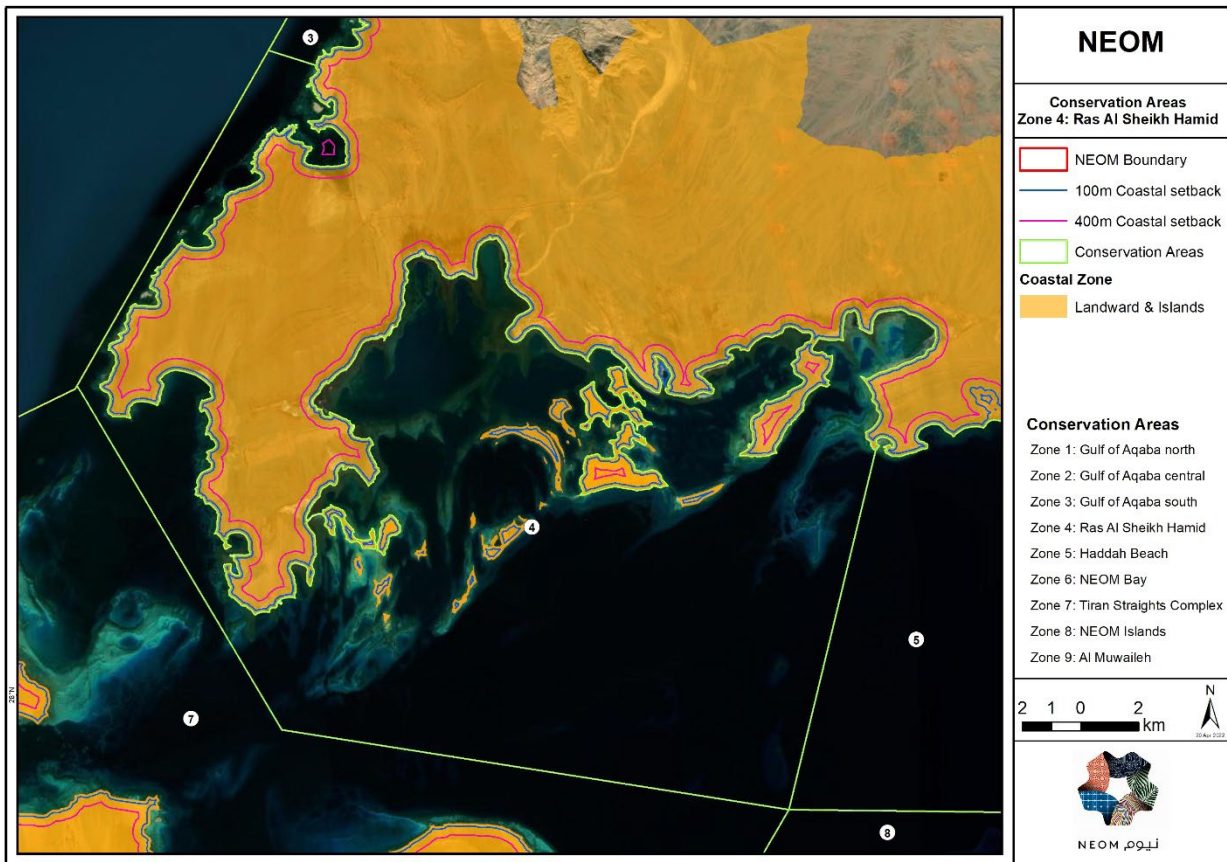 3
4
5
7
8
28°N
NEOM
Conservation Areas
Zone 4: Ras Al Sheikh Hamid
NEOM Boundary
100m Coastal setback
400m Coastal setback
Conservation Areas
Coastal Zone
Landward & Islands
Conservation Areas
Zone 1: Gulf of Aqaba north
Zone 2: Gulf of Aqaba central
Zone 3: Gulf of Aqaba south
Zone 4: Ras Al Sheikh Hamid
Zone 5: Haddah Beach
Zone 6: NEOM Bay
Zone 7: Tiran Straights Complex
Zone 8: NEOM Islands
Zone 9: Al Muwaileh
2 1 0 2
km
N
20 Apr 2022
NEOM نيوم